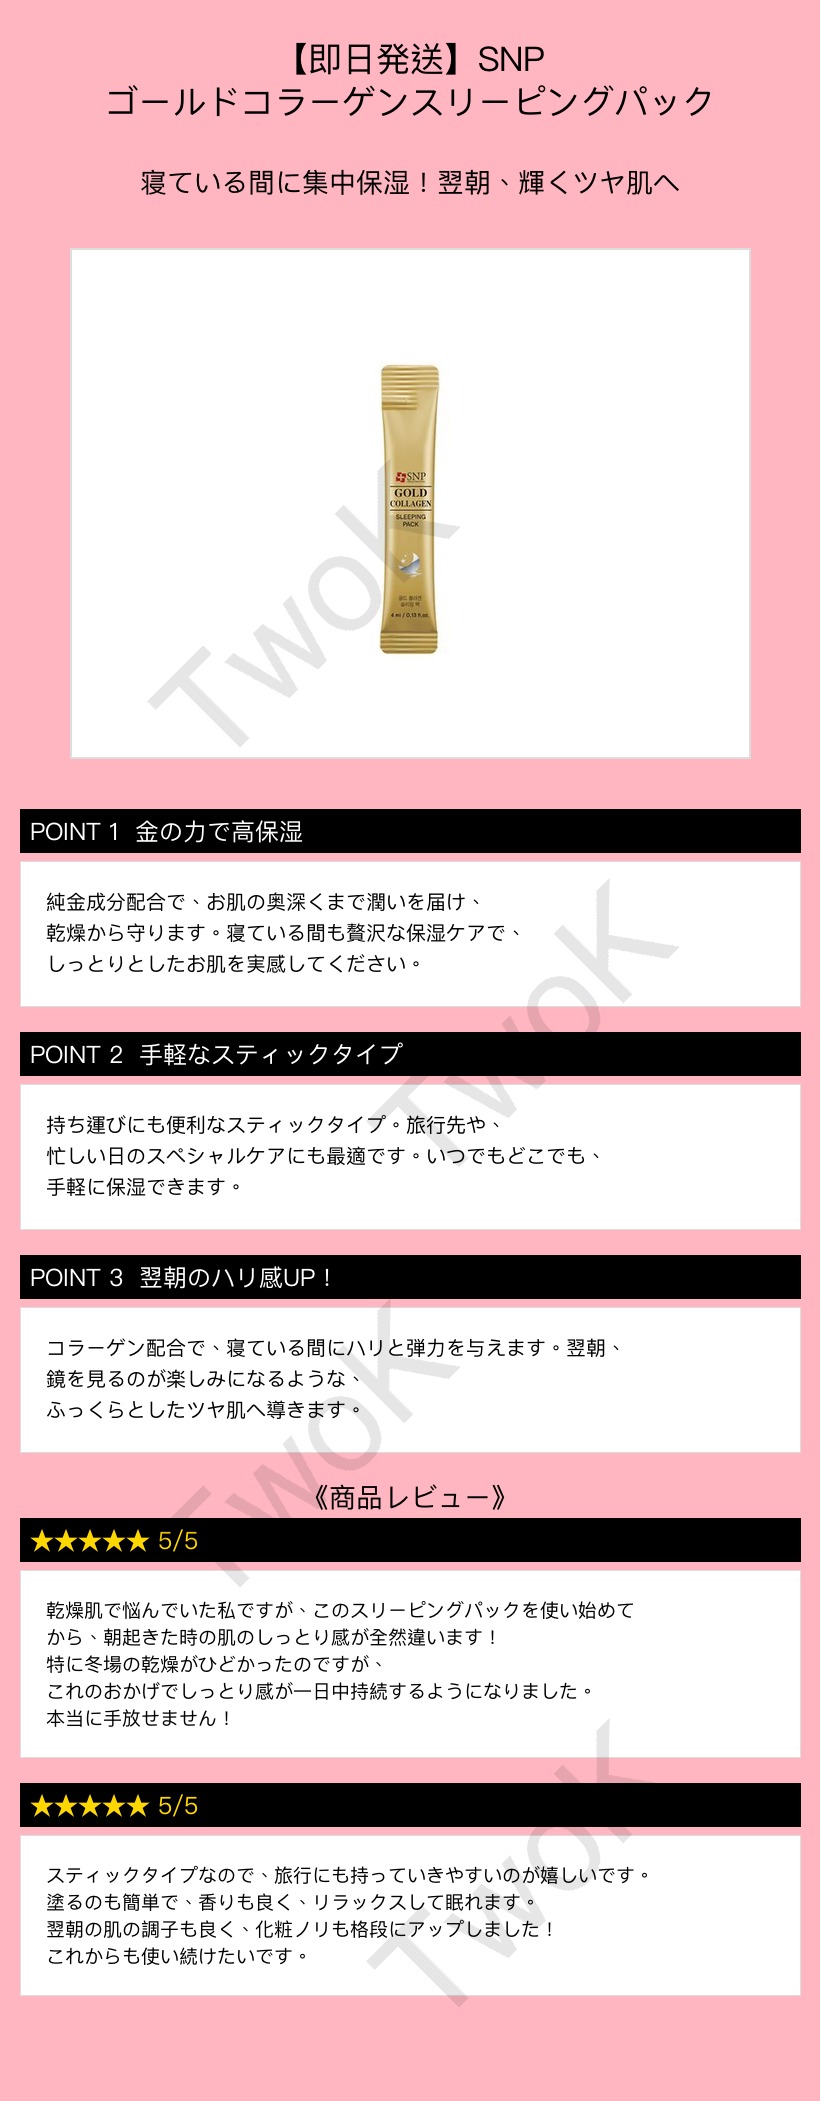 【即日発送】SNP
ゴールドコラーゲンスリーピングパック
寝ている間に集中保湿！翌朝、輝くツヤ肌へ
SNP
GOLD
COLLAGEN
SLEEPING
PACK
골드 콜라겐
슬리핑 팩
4 ml / 0.13 fl.oz.
TwoK
POINT 1 金の力で高保湿
純金成分配合で、お肌の奥深くまで潤いを届け、
乾燥から守ります。寝ている間も贅沢な保湿ケアで、
しっとりとしたお肌を実感してください。
TwoK
POINT 2 手軽なスティックタイプ
持ち運びにも便利なスティックタイプ。旅行先や、
忙しい日のスペシャルケアにも最適です。いつでもどこでも、
手軽に保湿できます。
POINT 3 翌朝のハリ感UP！
コラーゲン配合で、寝ている間にハリと弾力を与えます。翌朝、
鏡を見るのが楽しみになるような、
ふっくらとしたツヤ肌へ導きます。
TwoK
《商品レビュー》
★★★★★ 5/5
乾燥肌で悩んでいた私ですが、このスリーピングパックを使い始めて
から、朝起きた時の肌のしっとり感が全然違います！
特に冬場の乾燥がひどかったのですが、
これのおかげでしっとり感が一日中持続するようになりました。
本当に手放せません！
★★★★★ 5/5
スティックタイプなので、旅行にも持っていきやすいのが嬉しいです。
塗るのも簡単で、香りも良く、リラックスして眠れます。
翌朝の肌の調子も良く、化粧ノリも格段にアップしました！
これからも使い続けたいです。
TwoK